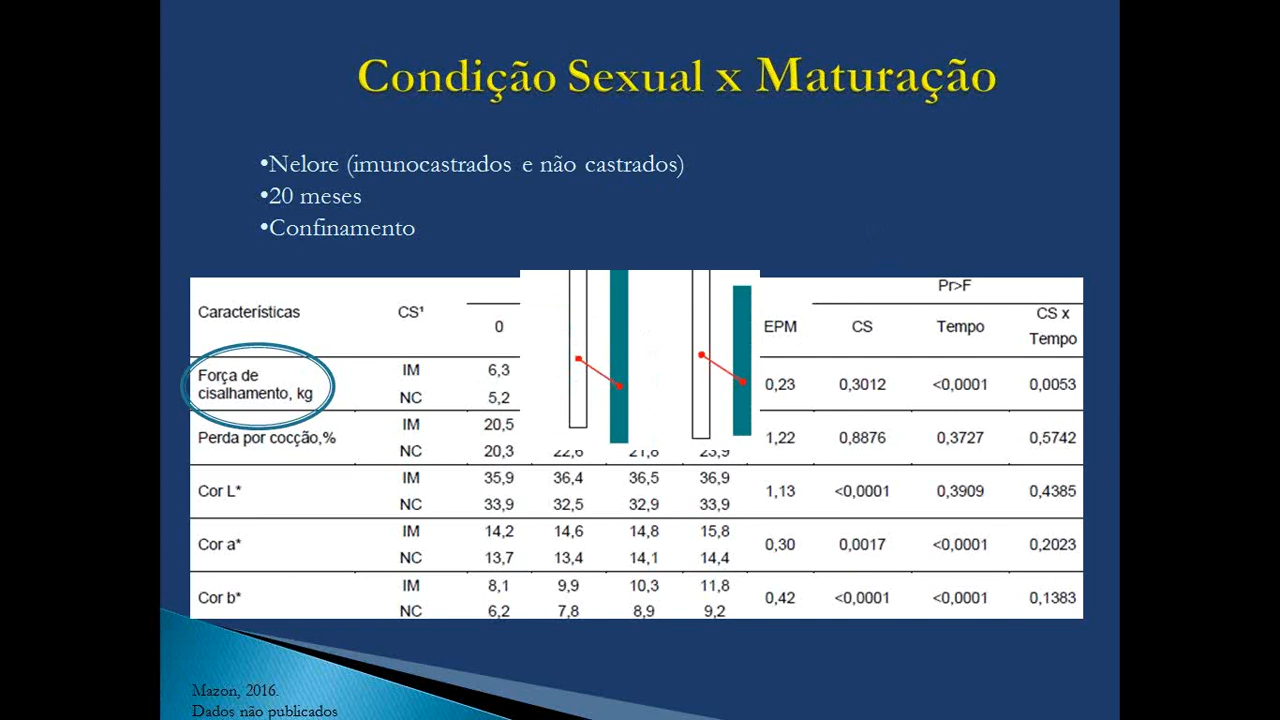 Condição Sexual x Maturação
•Nelore (imunocastrados e não castrados)
•20 meses
•Confinamento
Pr>F
Características CS¹ 0 EPM CS Tempo CS x Tempo
Força de cisalhamento, kg IM 6,3 0,23 0,3012 <0,0001 0,0053
NC 5,2
Perda por cocção,% IM 20,5 1,22 0,8876 0,3727 0,5742
NC 20,3 22,6 21,8 23,9
Cor L* IM 35,9 36,4 36,5 36,9 1,13 <0,0001 0,3909 0,4385
NC 33,9 32,5 32,9 33,9
Cor a* IM 14,2 14,6 14,8 15,8 0,30 0,0017 <0,0001 0,2023
NC 13,7 13,4 14,1 14,4
Cor b* IM 8,1 9,9 10,3 11,8 0,42 <0,0001 <0,0001 0,1383
NC 6,2 7,8 8,9 9,2
Mazon, 2016.
Dados não publicados